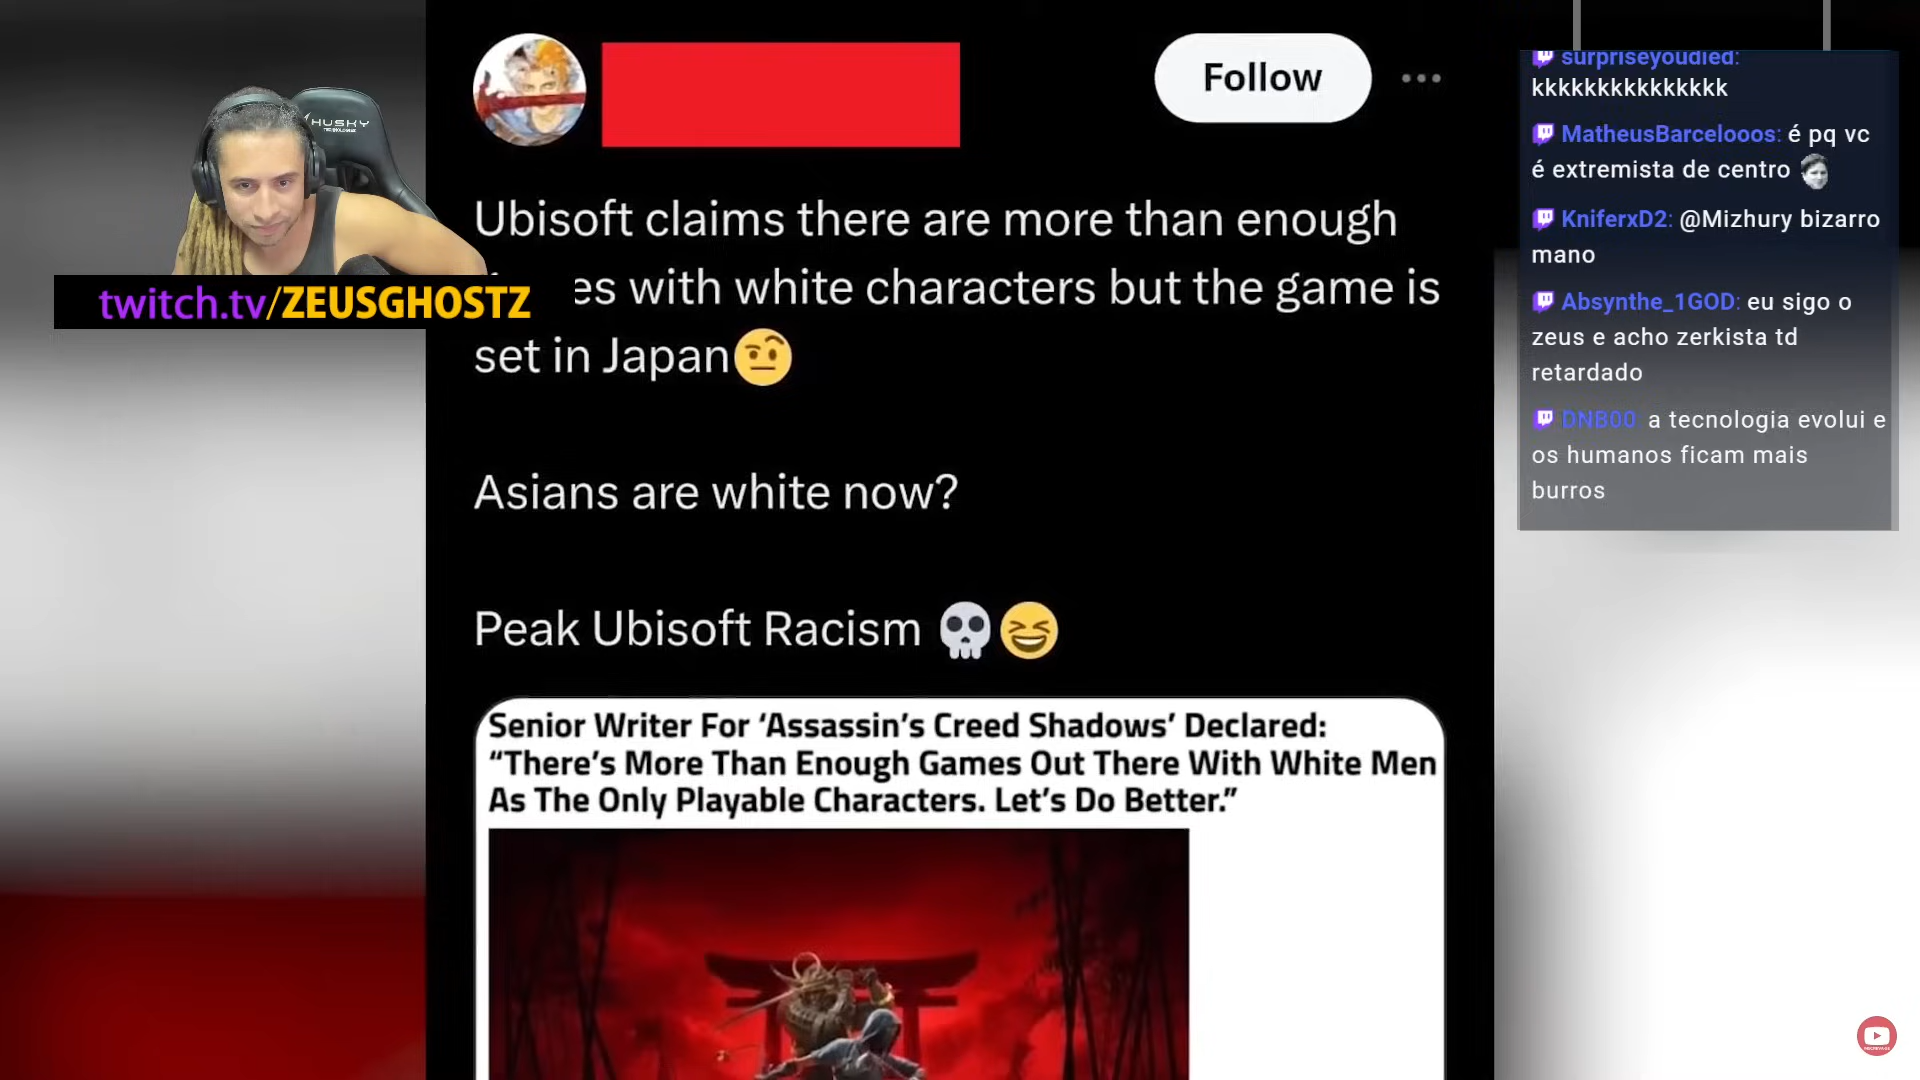 HUSKY
twitch.tv/ZEUSGHOSTZ
Follow
Ubisoft claims there are more than enough
es with white characters but the game is
set in Japan🤨
Asians are white now?
Peak Ubisoft Racism 💀😆
Senior Writer For ‘Assassin’s Creed Shadows’ Declared:
“There’s More Than Enough Games Out There With White Men
As The Only Playable Characters. Let’s Do Better.”
surpriseyoudied:
kkkkkkkkkkkkkkk
MatheusBarcelooos: é pq vc
é extremista de centro
KniferxD2: @Mizhury bizarro
mano
Absynthe_1GOD: eu sigo o
zeus e acho zerkista td
retardado
DNB00 a tecnologia evolui e
os humanos ficam mais
burros